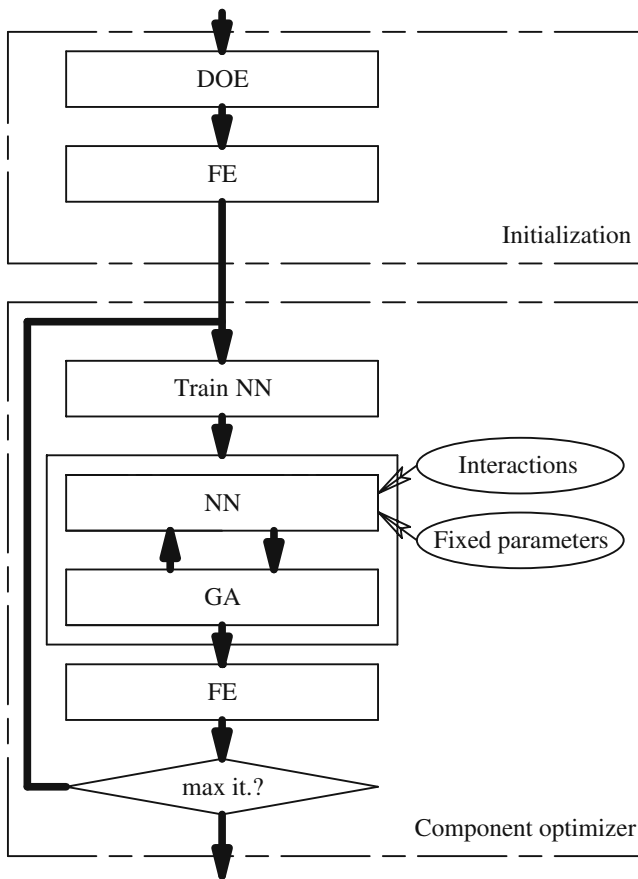 DOE
FE
Initialization
Train NN
Interactions
NN
Fixed parameters
GA
FE
max it.?
Component optimizer